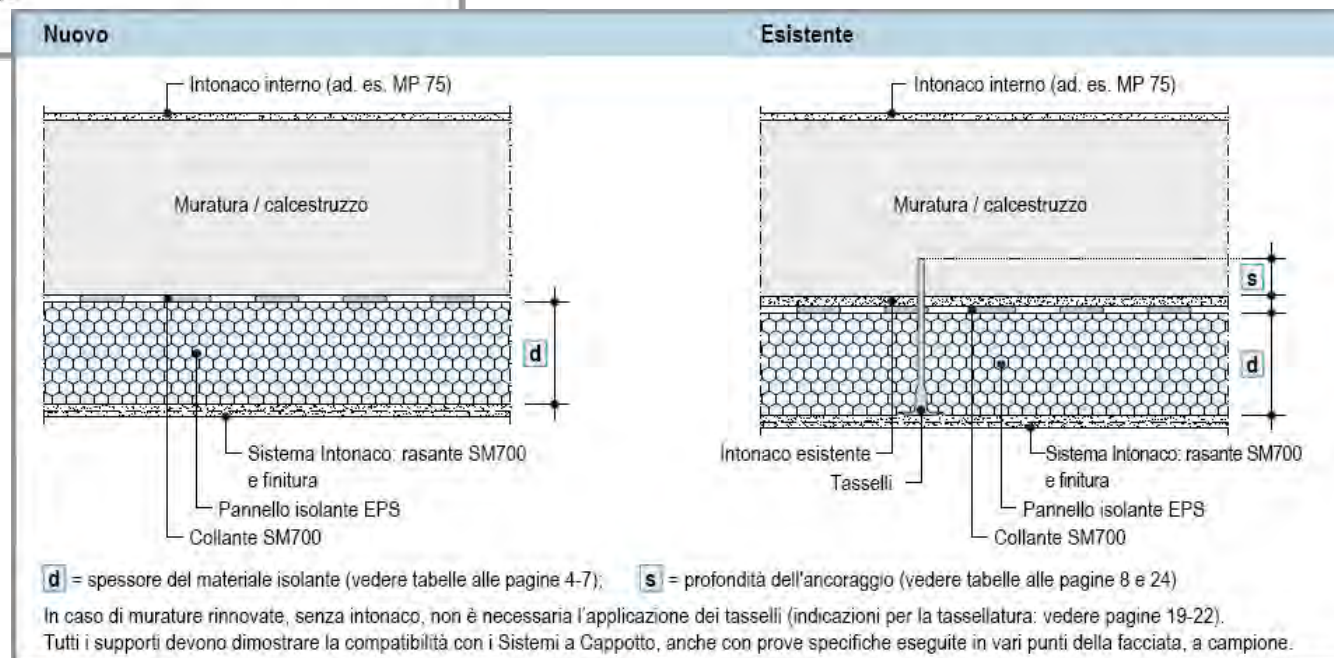 Nuovo
Esistente
Intonaco interno (ad. es. MP 75)
Muratura / calcestruzzo
d
Sistema Intonaco: rasante SM700
e finitura
Pannello isolante EPS
Collante SM700
Intonaco interno (ad. es. MP 75)
Muratura / calcestruzzo
s
d
Intonaco esistente
Tasselli
Sistema Intonaco: rasante SM700
e finitura
Pannello isolante EPS
Collante SM700
d = spessore del materiale isolante (vedere tabelle alle pagine 4-7); s = profondità dell'ancoraggio (vedere tabelle alle pagine 8 e 24)
In caso di murature rinnovate, senza intonaco, non è necessaria l'applicazione dei tasselli (indicazioni per la tassellatura: vedere pagine 19-22).
Tutti i supporti devono dimostrare la compatibilità con i Sistemi a Cappotto, anche con prove specifiche eseguite in vari punti della facciata, a campione.